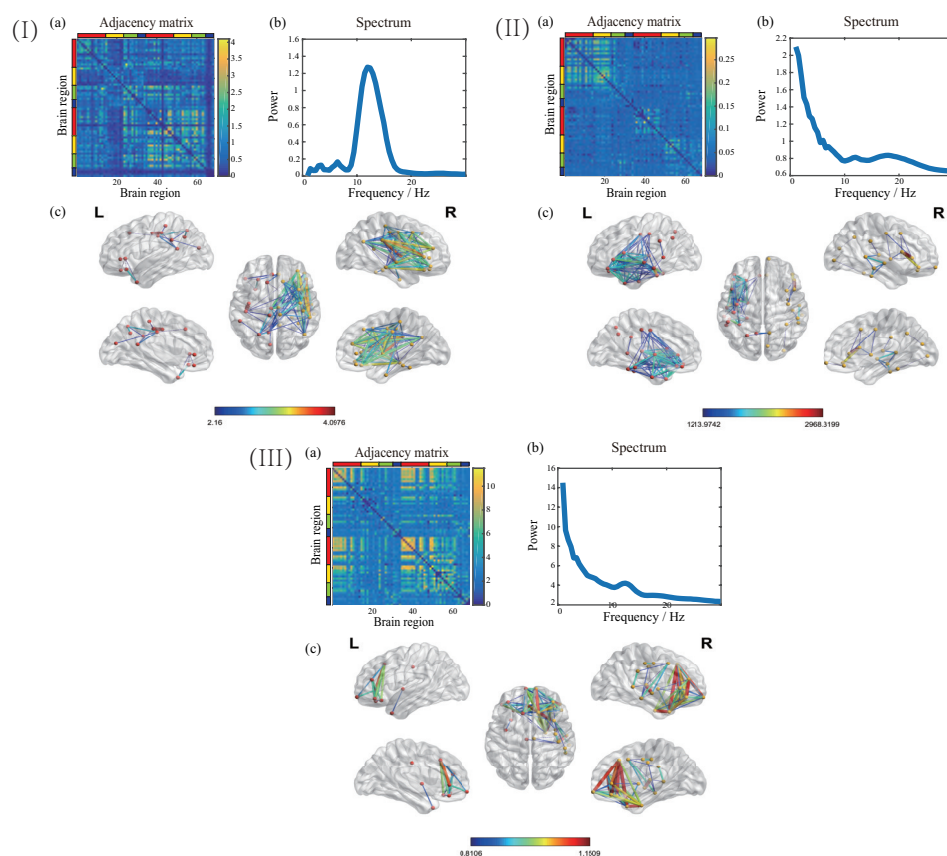 (I)
(a)
Adjacency matrix
Brain region
20
40
60
Brain region
4
3.5
3
2.5
2
1.5
1
0.5
0
(b)
Spectrum
Power
1.6
1.4
1.2
1.0
0.8
0.6
0.4
0.2
0
0
10
20
Frequency / Hz
(c)
L
R
2.16
4.0976
(II)
(a)
Adjacency matrix
Brain region
20
40
60
Brain region
0.25
0.2
0.15
0.1
0.05
0
(b)
Spectrum
Power
2.2
2.
1.8
1.6
1.4
1.2
1.0
0.8
0.6
0
10
20
Frequency / Hz
(c)
L
R
1213.9742
2968.3199
(III)
(a)
Adjacency matrix
Brain region
20
40
60
Brain region
10
8
6
4
2
0
(b)
Spectrum
Power
16
14
12
10
8
6
4
2
0
10
20
Frequency / Hz
(c)
L
R
0.8106
1.1509